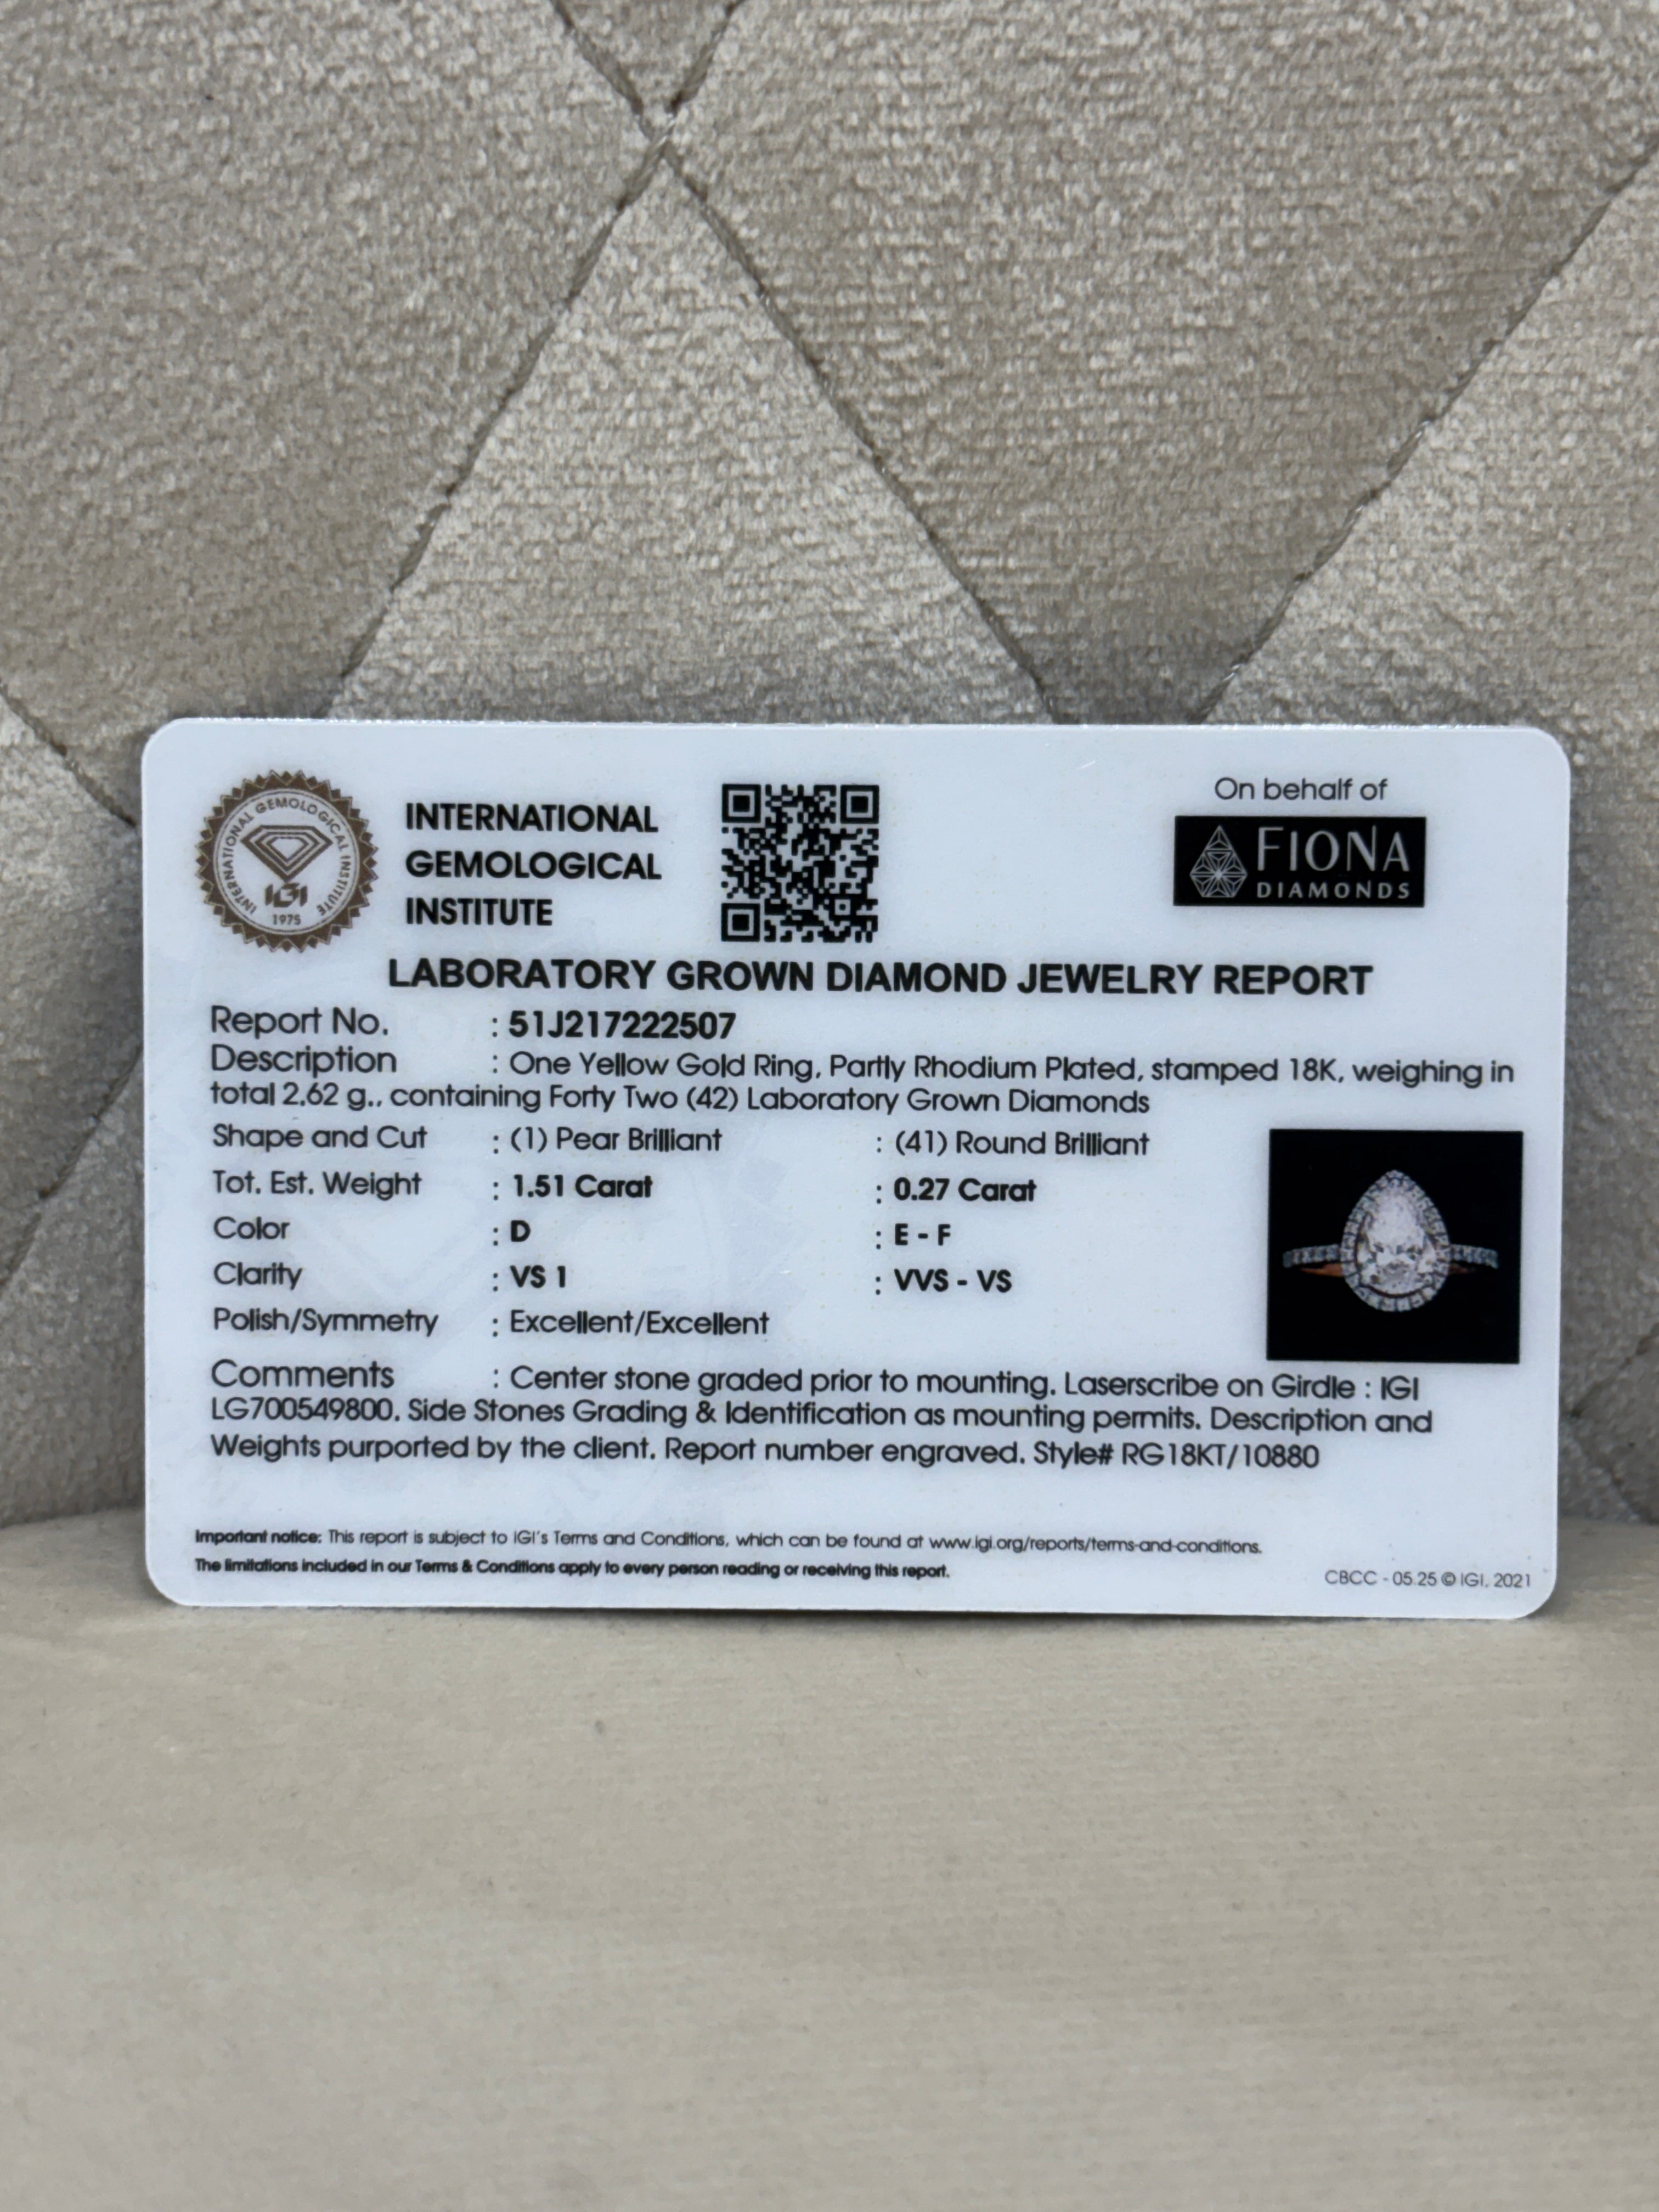 INTERNATIONAL GEMOLOGICAL INSTITUTE
IGI
1975
INTERNATIONAL
GEMOLOGICAL
INSTITUTE
On behalf of
FIONA
DIAMONDS
LABORATORY GROWN DIAMOND JEWELRY REPORT
Report No. : 51J217222507
Description : One Yellow Gold Ring, Partly Rhodium Plated, stamped 18K, weighing in
total 2.62 g., containing Forty Two (42) Laboratory Grown Diamonds
Shape and Cut : (1) Pear Brilliant : (41) Round Brilliant
Tot. Est. Weight : 1.51 Carat : 0.27 Carat
Color : D : E - F
Clarity : VS 1 : VVS - VS
Polish/Symmetry : Excellent/Excellent
Comments : Center stone graded prior to mounting. Laserscribe on Girdle : IGI
LG700549800. Side Stones Grading & Identification as mounting permits. Description and
Weights purported by the client. Report number engraved. Style# RG18KT/10880
Important notice: This report is subject to IGI's Terms and Conditions, which can be found at www.igi.org/reports/terms-and-conditions.
The limitations included in our Terms & Conditions apply to every person reading or receiving this report.
CBCC - 05.25 © IGI, 2021